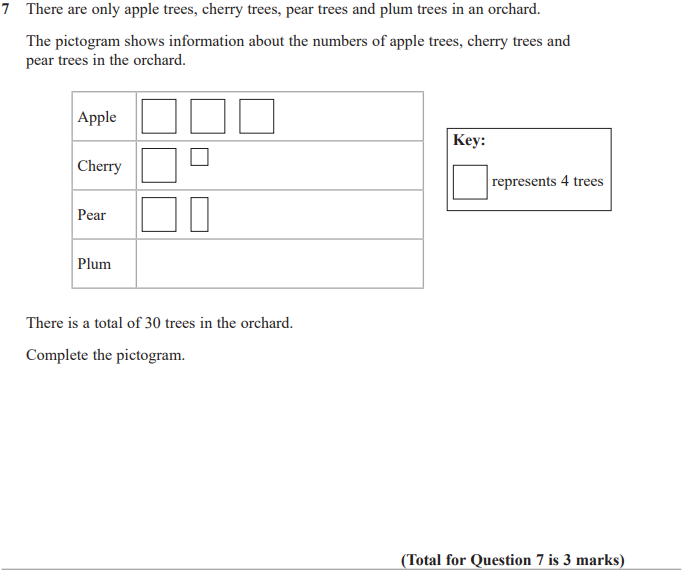 7 There are only apple trees, cherry trees, pear trees and plum trees in an orchard.
The pictogram shows information about the numbers of apple trees, cherry trees and
pear trees in the orchard.
Apple
Cherry
Pear
Plum
Key:
represents 4 trees
There is a total of 30 trees in the orchard.
Complete the pictogram.
(Total for Question 7 is 3 marks)